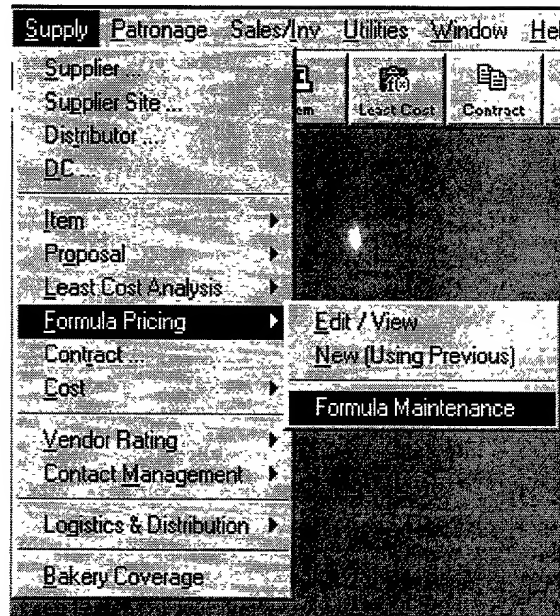 Supply Patronage Sales/Inv Utilities Window
Supplier ...
Supplier Site ...
Distributor ...
DC ...
Least Cost
Contract
Item
Proposal
Least Cost Analysis
Formula Pricing
Edit / View
New (Using Previous)
Contract ...
Cost
Formula Maintenance
Vendor Rating
Contact Management
Logistics & Distribution
Bakery Coverage